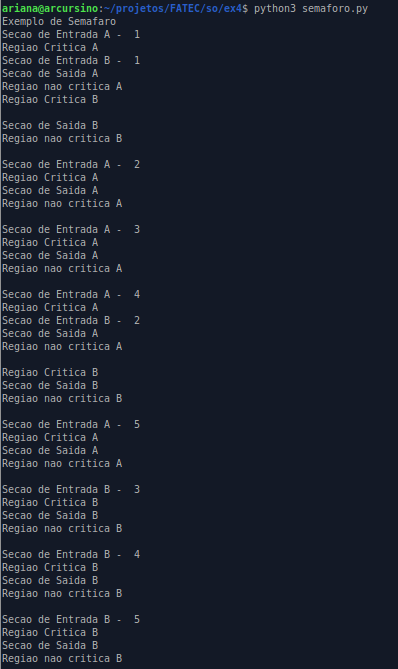 ariana@arcursino:~/projetos/FATEC/so/ex4$ python3 semaforo.py
Exemplo de Semafaro
Secao de Entrada A -  1
Regiao Critica A
Secao de Entrada B -  1
Secao de Saida A
Regiao nao critica A
Regiao Critica B
Secao de Saida B
Regiao nao critica B
Secao de Entrada A -  2
Regiao Critica A
Secao de Saida A
Regiao nao critica A
Secao de Entrada A -  3
Regiao Critica A
Secao de Saida A
Regiao nao critica A
Secao de Entrada A -  4
Regiao Critica A
Secao de Entrada B -  2
Secao de Saida A
Regiao nao critica A
Regiao Critica B
Secao de Saida B
Regiao nao critica B
Secao de Entrada A -  5
Regiao Critica A
Secao de Saida A
Regiao nao critica A
Secao de Entrada B -  3
Regiao Critica B
Secao de Saida B
Regiao nao critica B
Secao de Entrada B -  4
Regiao Critica B
Secao de Saida B
Regiao nao critica B
Secao de Entrada B -  5
Regiao Critica B
Secao de Saida B
Regiao nao critica B